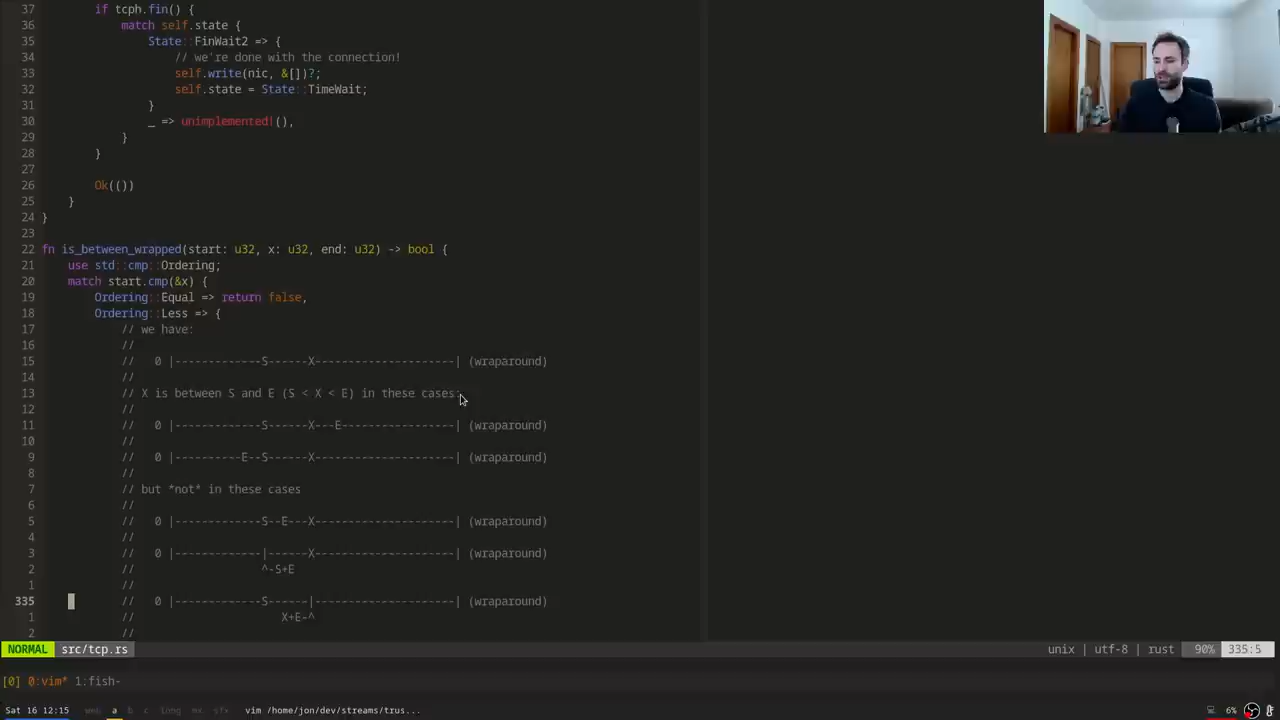 37         if tcph.fin() {
36             match self.state {
35                 State::FinWait2 => {
34                     // we're done with the connection!
33                     self.write(nic, &[])?;
32                     self.state = State::TimeWait;
31                 }
30                 _ => unimplemented!(),
29             }
28         }
27
26         Ok(())
25     }
24 }
23
22 fn is_between_wrapped(start: u32, x: u32, end: u32) -> bool {
21     use std::cmp::Ordering;
20     match start.cmp(&x) {
19         Ordering::Equal => return false,
18         Ordering::Less => {
17             // we have:
16             //
15             //   0 |-------------S------X---------------------| (wraparound)
14             //
13             // X is between S and E (S < X < E) in these cases:
12             //
11             //   0 |-------------S------X---E-----------------| (wraparound)
10             //
9             //   0 |----------E--S------X---------------------| (wraparound)
8             //
7             // but *not* in these cases
6             //
5             //   0 |-------------S--E---X---------------------| (wraparound)
4             //
3             //   0 |-------------|------X---------------------| (wraparound)
2             //                   ^-S+E
1             //
335             //   0 |-------------S------|---------------------| (wraparound)
1             //                      X+E-^
2             //
NORMAL src/tcp.rs unix | utf-8 | rust 90% 335:5
[0] 0:vim* 1:fish-
Sat 16 12:15 web a b c long mx sfx vim /home/jon/dev/streams/trus... 6%